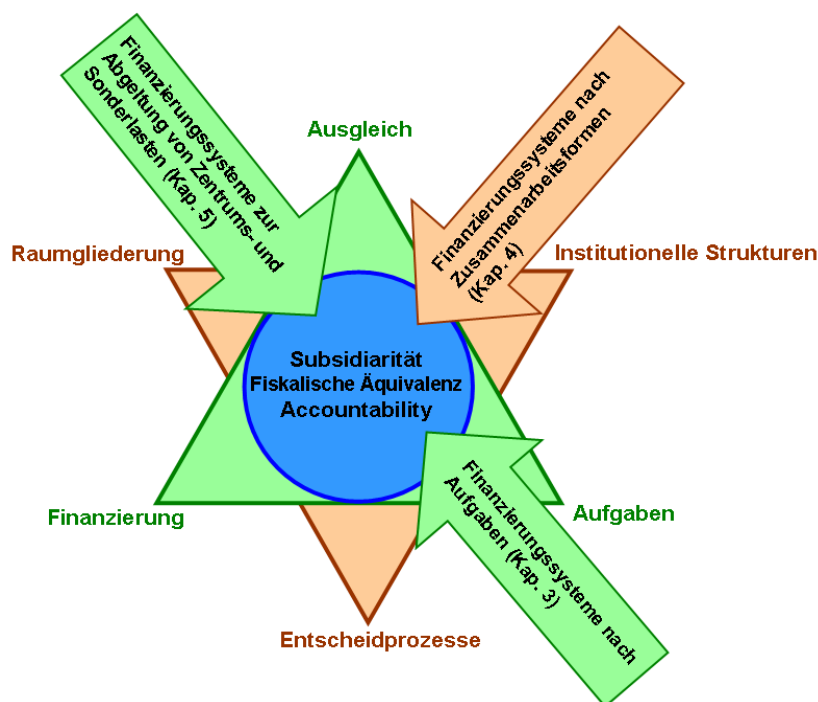 Finanzierungssysteme zur
Abgeltung von Zentrums- und
Sonderlasten (Kap. 5)
Ausgleich
Finanzierungssysteme nach
Zusammenarbeitsformen
(Kap. 4)
Raumgliederung
Institutionelle Strukturen
Subsidiarität
Fiskalische Äquivalenz
Accountability
Finanzierung
Aufgaben
Finanzierungssysteme nach
Aufgaben (Kap. 3)
Entscheidprozesse